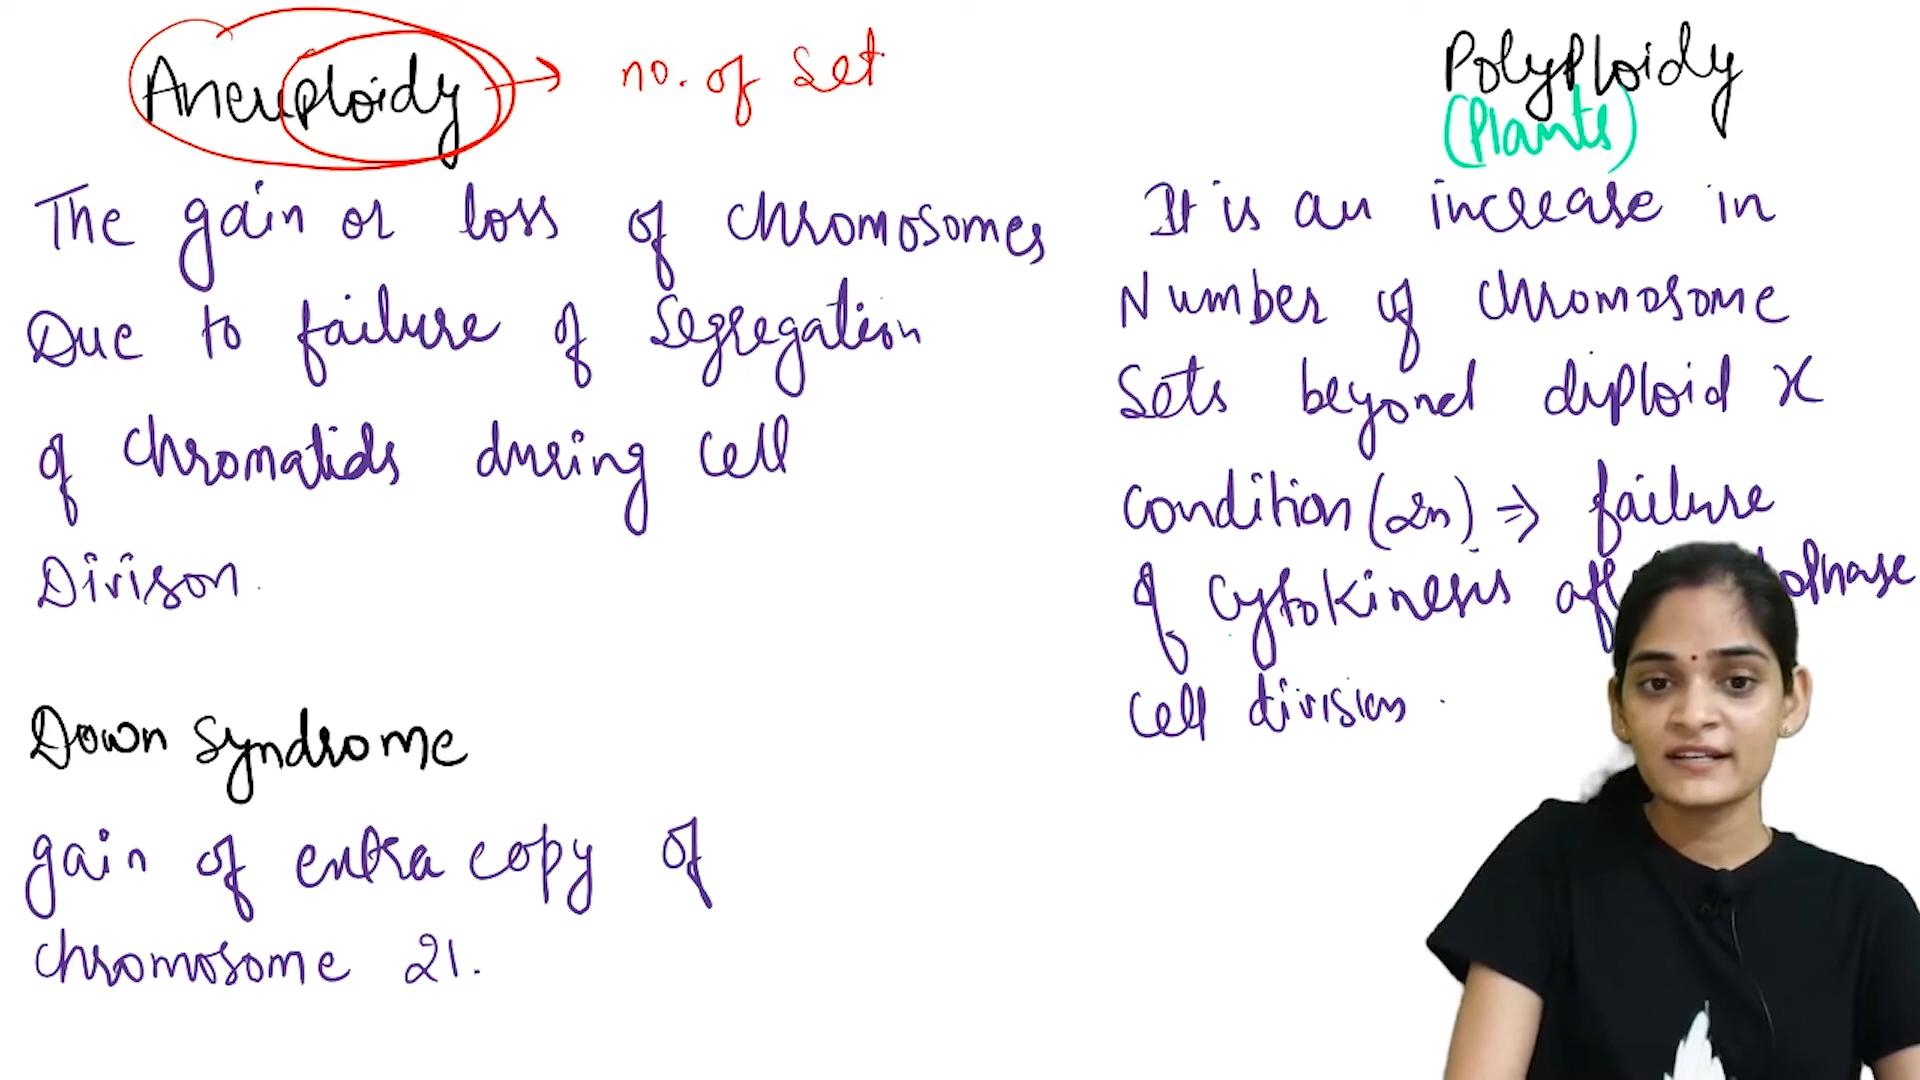 Aneuploidy → no. of Set
The gain or loss of chromosomes
Due to failure of Segregation
of chromatids during cell
Divison.
Down Syndrome
gain of extra copy of
chromosome 21.
Polyploidy
(Plants)
It is an increase in
Number of chromosome
Sets beyond diploid x
condition (2n) ⇒ failure
of cytokinesis
cell division.